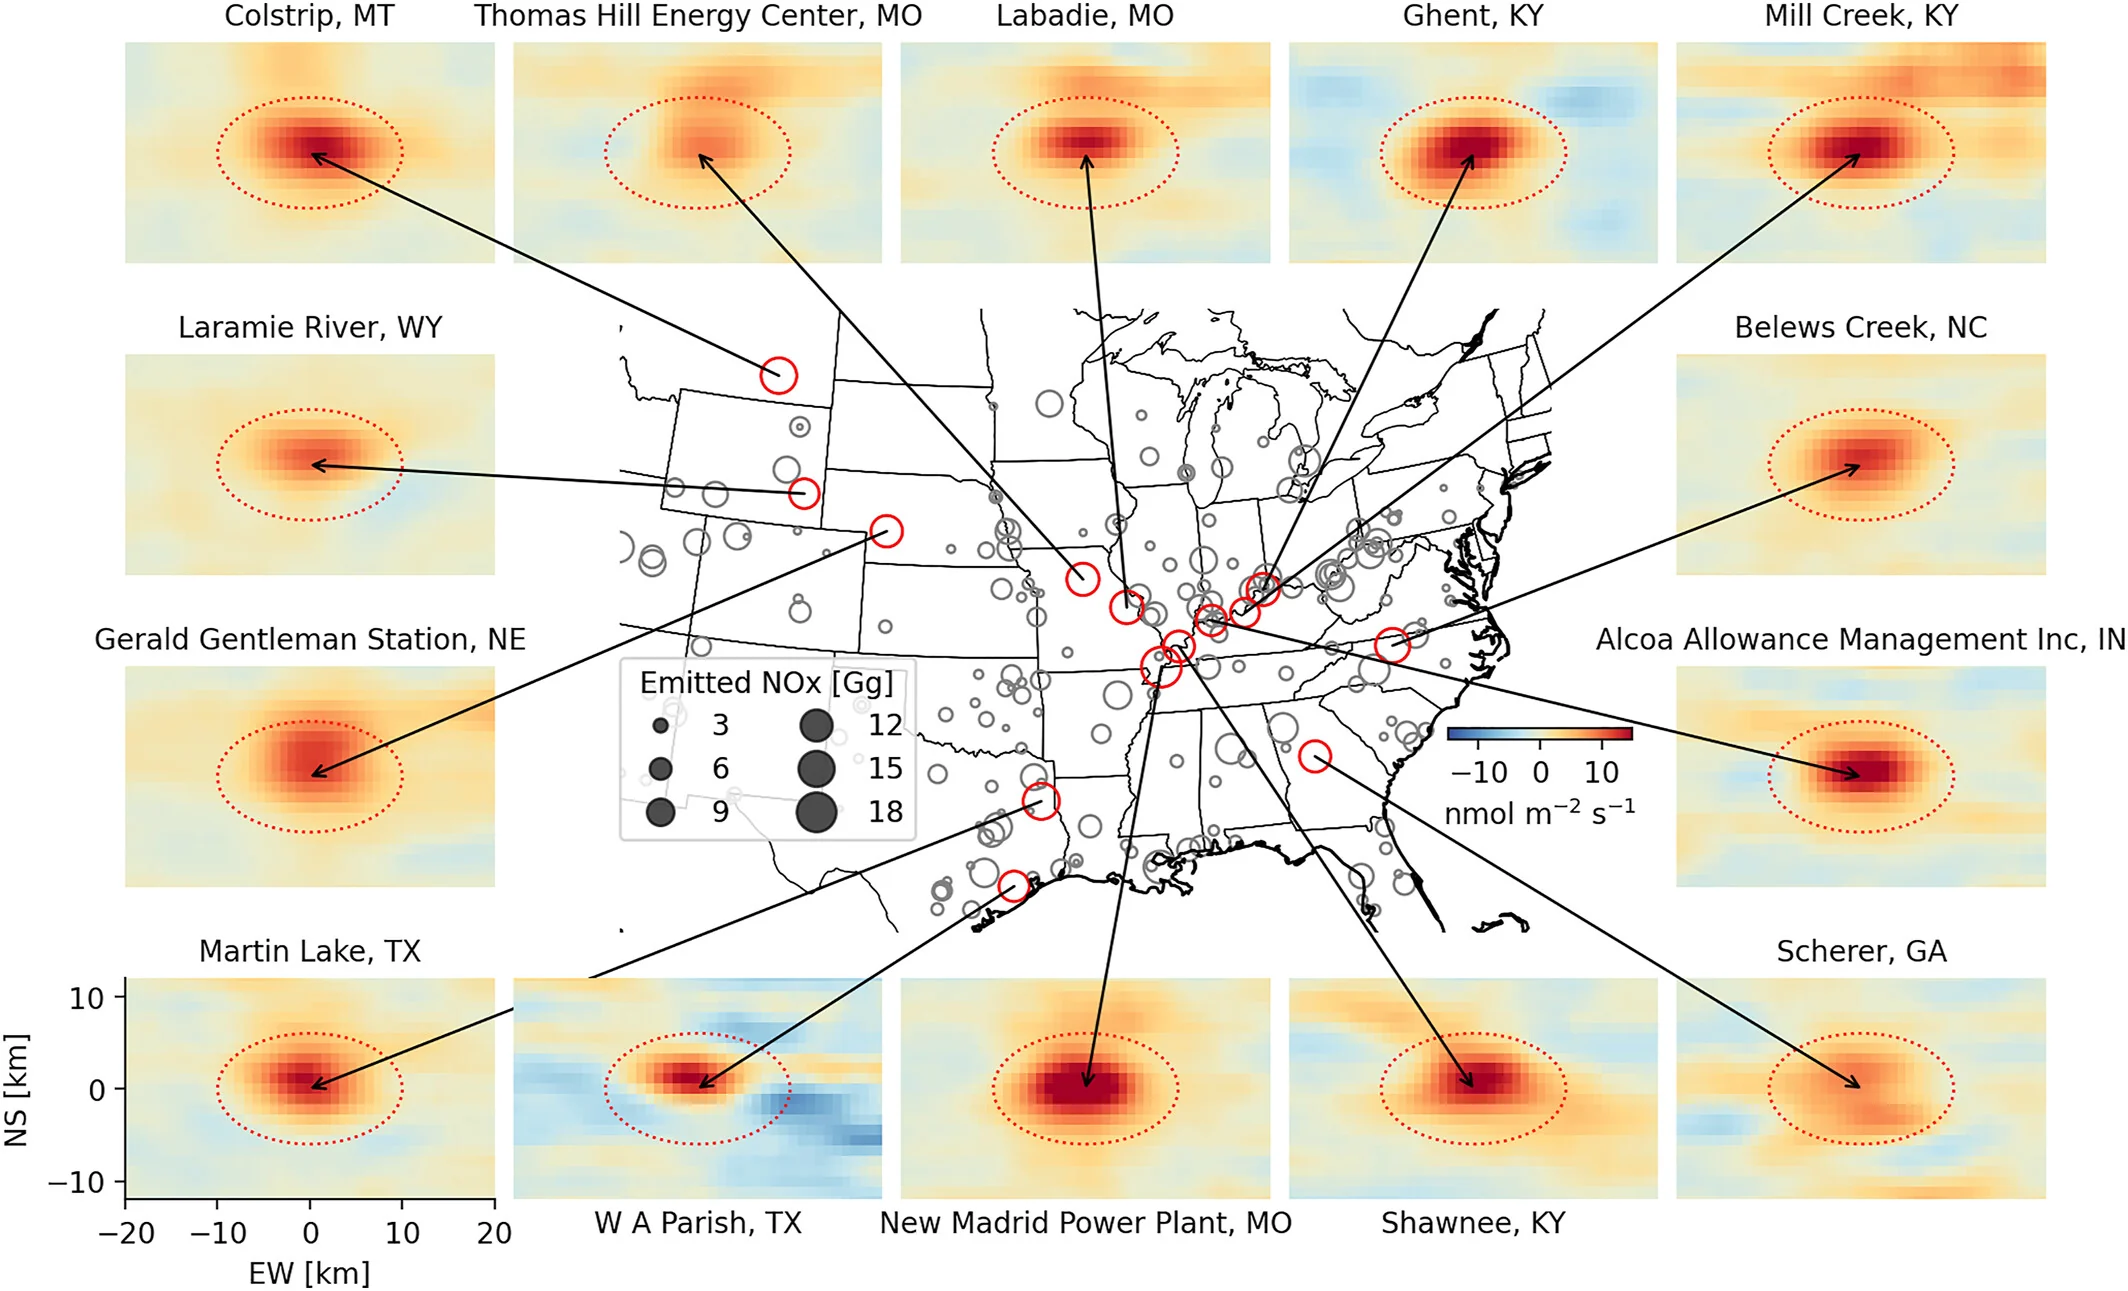 Colstrip, MT
Thomas Hill Energy Center, MO
Labadie, MO
Ghent, KY
Mill Creek, KY
Laramie River, WY
Belews Creek, NC
Gerald Gentleman Station, NE
Alcoa Allowance Management Inc, IN
Emitted NOx [Gg]
3 12
6 15
9 18
−10 0 10
nmol m⁻² s⁻¹
Martin Lake, TX
Scherer, GA
10
0
−10
NS [km]
−20 −10 0 10 20
EW [km]
W A Parish, TX
New Madrid Power Plant, MO
Shawnee, KY